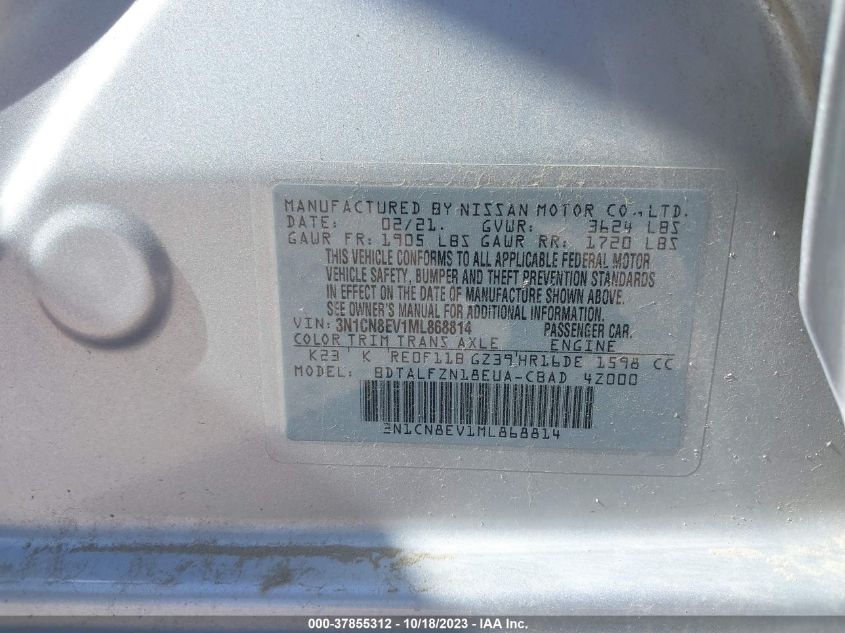 MANUFACTURED BY NISSAN MOTOR CO.,LTD.
DATE: 02/21. GVWR: 3624 LBS
GAWR FR: 1905 LBS GAWR RR: 1720 LBS
THIS VEHICLE CONFORMS TO ALL APPLICABLE FEDERAL MOTOR
VEHICLE SAFETY, BUMPER AND THEFT PREVENTION STANDARDS
IN EFFECT ON THE DATE OF MANUFACTURE SHOWN ABOVE.
SEE OWNER'S MANUAL FOR ADDITIONAL INFORMATION.
VIN: 3N1CN8EV1ML868814 PASSENGER CAR.
COLOR TRIM TRANS AXLE ENGINE
K23 K RE0F11B GZ39 HR16DE 1598 CC
MODEL: BDTALFZN18EUA-CBAD 4Z000
3N1CN8EV1ML868814
000-37855312 - 10/18/2023 - IAA Inc.